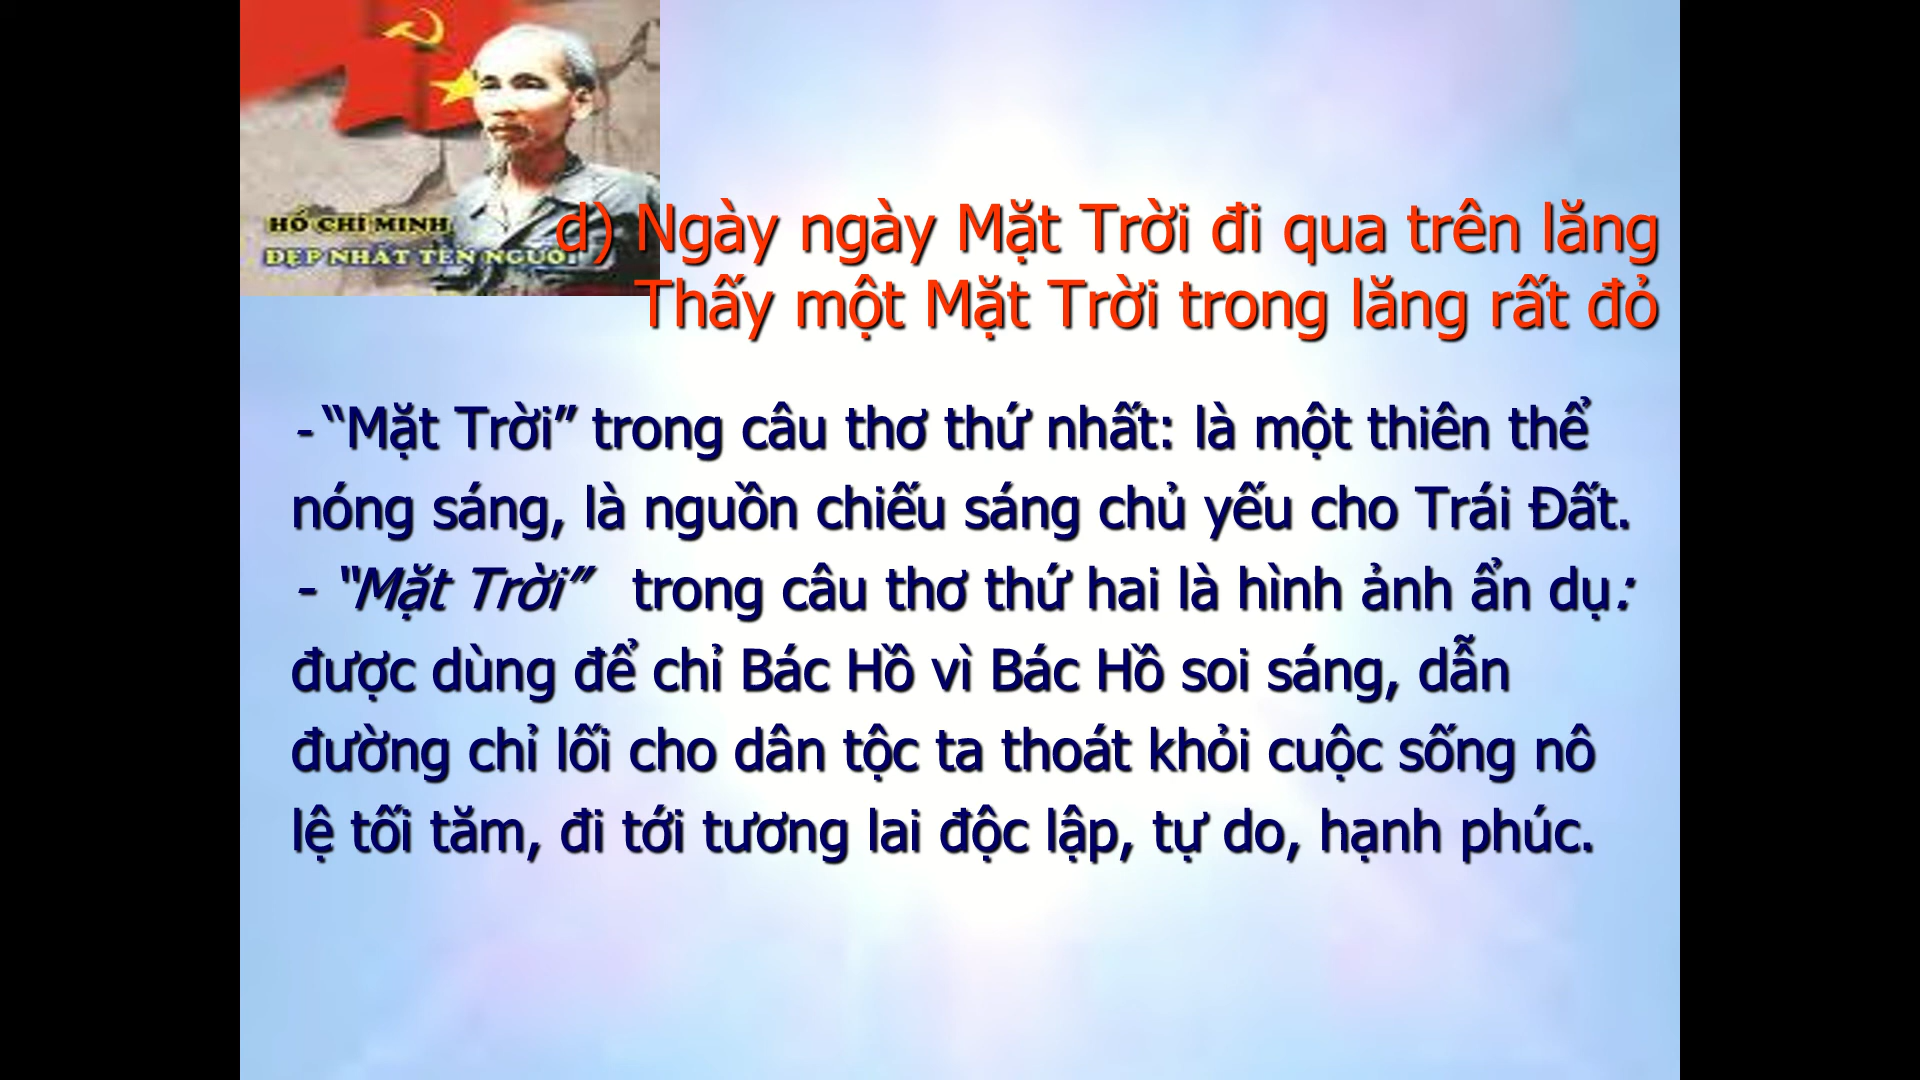 HỒ CHÍ MINH
ĐẸP NHẤT TÊN NGƯỜI
d) Ngày ngày Mặt Trời đi qua trên lăng
Thấy một Mặt Trời trong lăng rất đỏ
- “Mặt Trời” trong câu thơ thứ nhất: là một thiên thể
nóng sáng, là nguồn chiếu sáng chủ yếu cho Trái Đất.
- “Mặt Trời” trong câu thơ thứ hai là hình ảnh ẩn dụ:
được dùng để chỉ Bác Hồ vì Bác Hồ soi sáng, dẫn
đường chỉ lối cho dân tộc ta thoát khỏi cuộc sống nô
lệ tối tăm, đi tới tương lai độc lập, tự do, hạnh phúc.